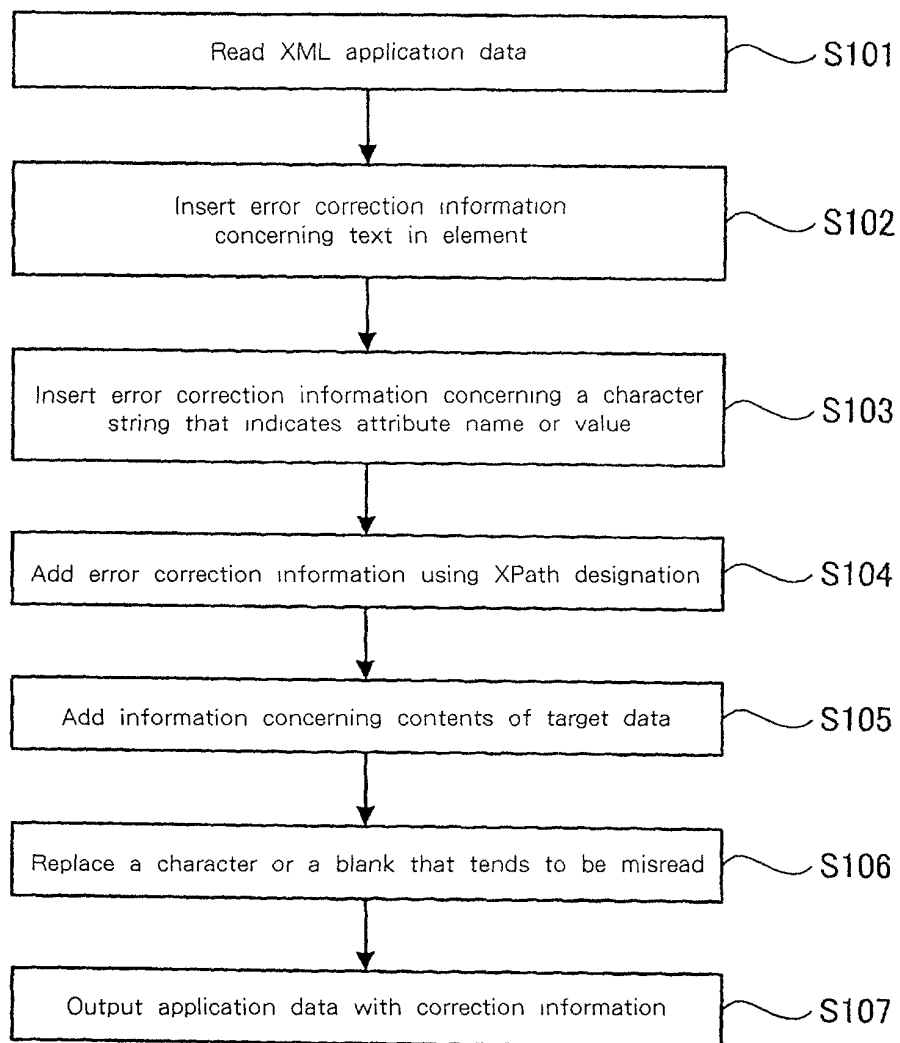 Read XML application data
S101
Insert error correction information
concerning text in element
S102
Insert error correction information concerning a character
string that indicates attribute name or value
S103
Add error correction information using XPath designation
S104
Add information concerning contents of target data
S105
Replace a character or a blank that tends to be misread
S106
Output application data with correction information
S107